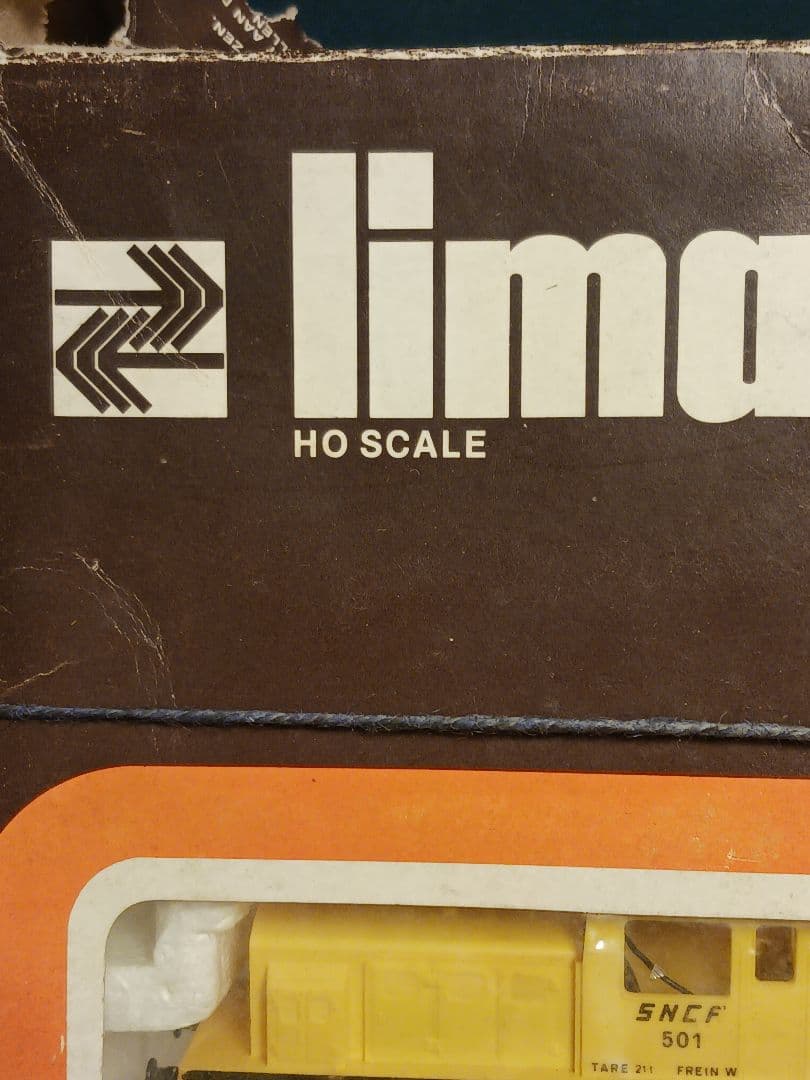 lima
HO SCALE
SNCF
501
TARE 211 FREIN W